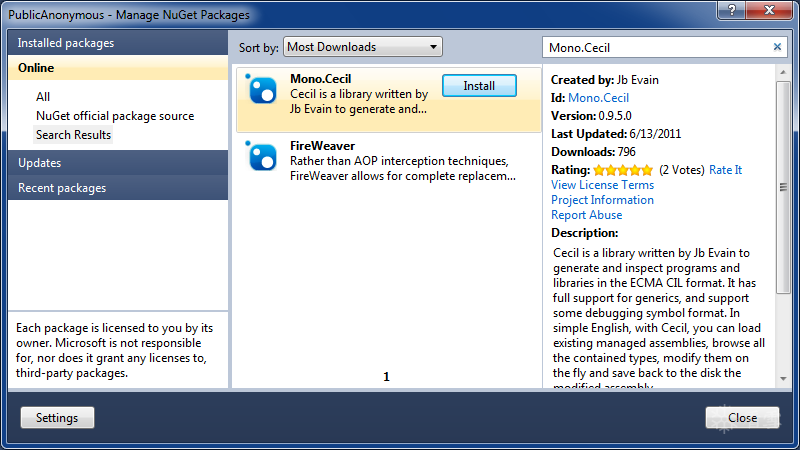 PublicAnonymous - Manage NuGet Packages
Installed packages
Online
All
NuGet official package source
Search Results
Updates
Recent packages
Each package is licensed to you by its
owner. Microsoft is not responsible
for, nor does it grant any licenses to,
third-party packages.
Sort by: Most Downloads
Mono.Cecil
Cecil is a library written by
Jb Evain to generate and...
Install
FireWeaver
Rather than AOP interception techniques,
FireWeaver allows for complete replacem...
1
Mono.Cecil
Created by: Jb Evain
Id: Mono.Cecil
Version: 0.9.5.0
Last Updated: 6/13/2011
Downloads: 796
Rating: (2 Votes) Rate It
View License Terms
Project Information
Report Abuse
Description:
Cecil is a library written by Jb Evain to
generate and inspect programs and
libraries in the ECMA CIL format. It has
full support for generics, and support
some debugging symbol format. In
simple English, with Cecil, you can load
existing managed assemblies, browse all
the contained types, modify them on
the fly and save back to the disk the
modified assembly.
Settings
Close